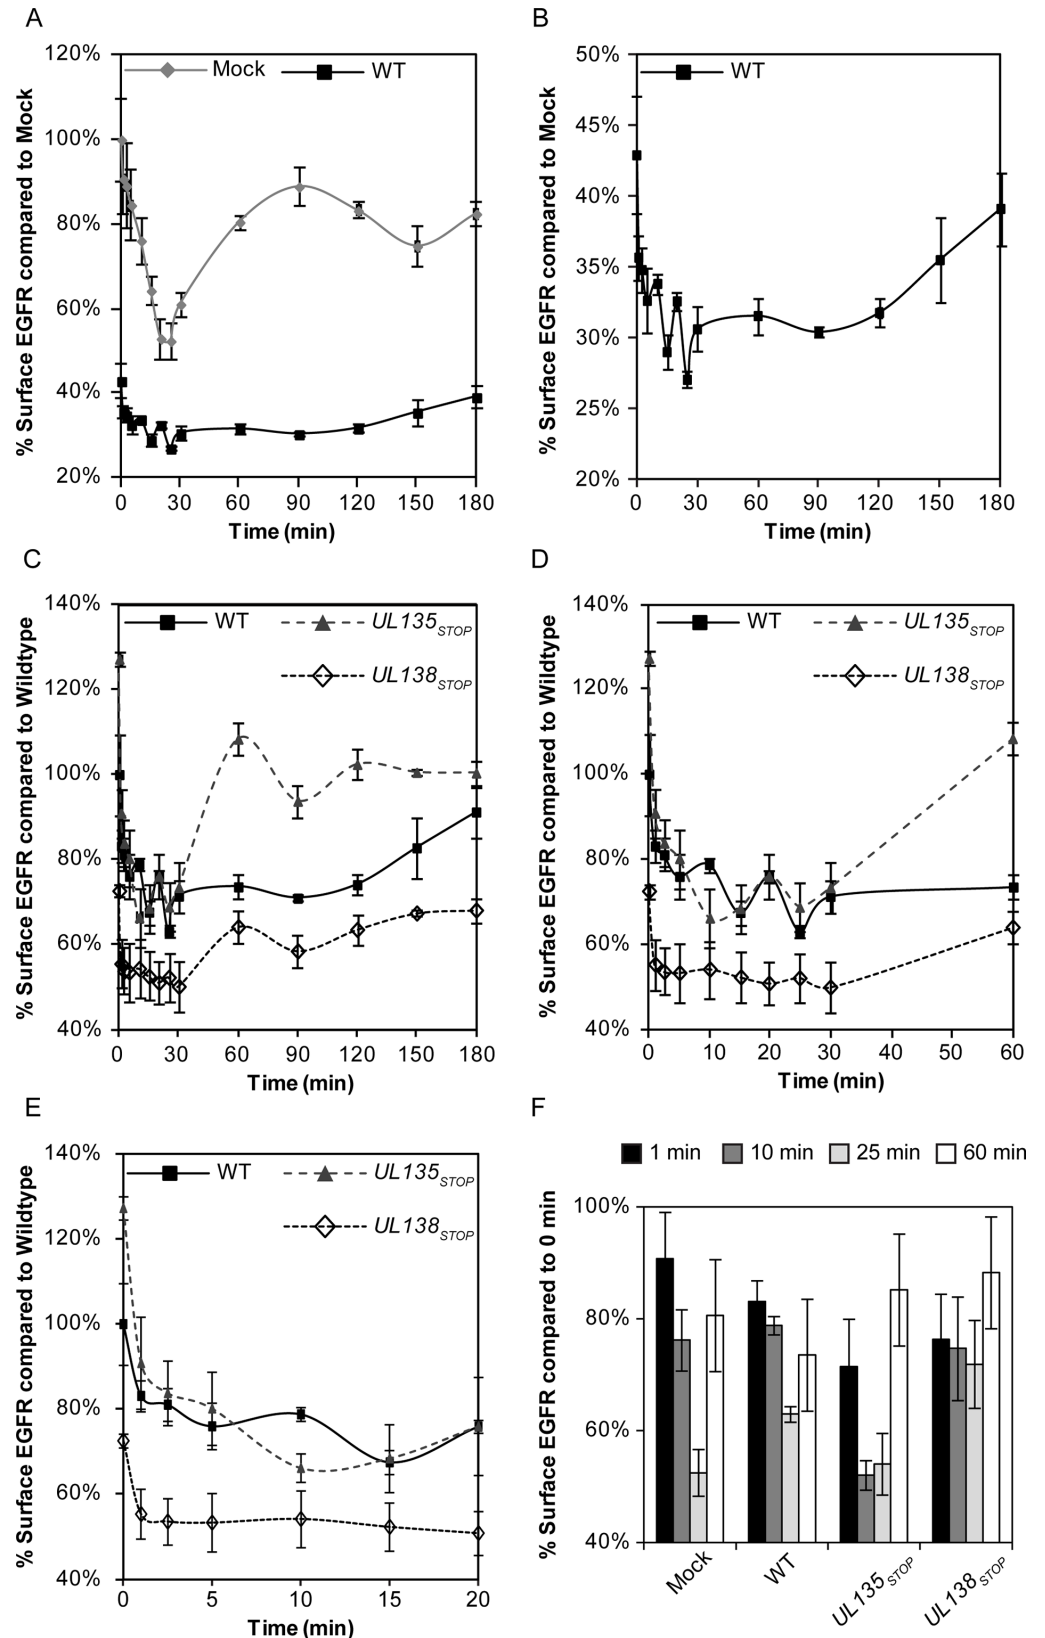 A
120%
100%
80%
60%
40%
20%
% Surface EGFR compared to Mock
Mock
WT
0 30 60 90 120 150 180
Time (min)
B
50%
45%
40%
35%
30%
25%
20%
% Surface EGFR compared to Mock
WT
0 30 60 90 120 150 180
Time (min)
C
140%
120%
100%
80%
60%
40%
% Surface EGFR compared to Wildtype
WT
UL135STOP
UL138STOP
0 30 60 90 120 150 180
Time (min)
D
140%
120%
100%
80%
60%
40%
% Surface EGFR compared to Wildtype
WT
UL135STOP
UL138STOP
0 10 20 30 40 50 60
Time (min)
E
140%
120%
100%
80%
60%
40%
% Surface EGFR compared to Wildtype
WT
UL135STOP
UL138STOP
0 5 10 15 20
Time (min)
F
1 min
10 min
25 min
60 min
100%
80%
60%
40%
% Surface EGFR compared to 0 min
Mock
WT
UL135STOP
UL138STOP